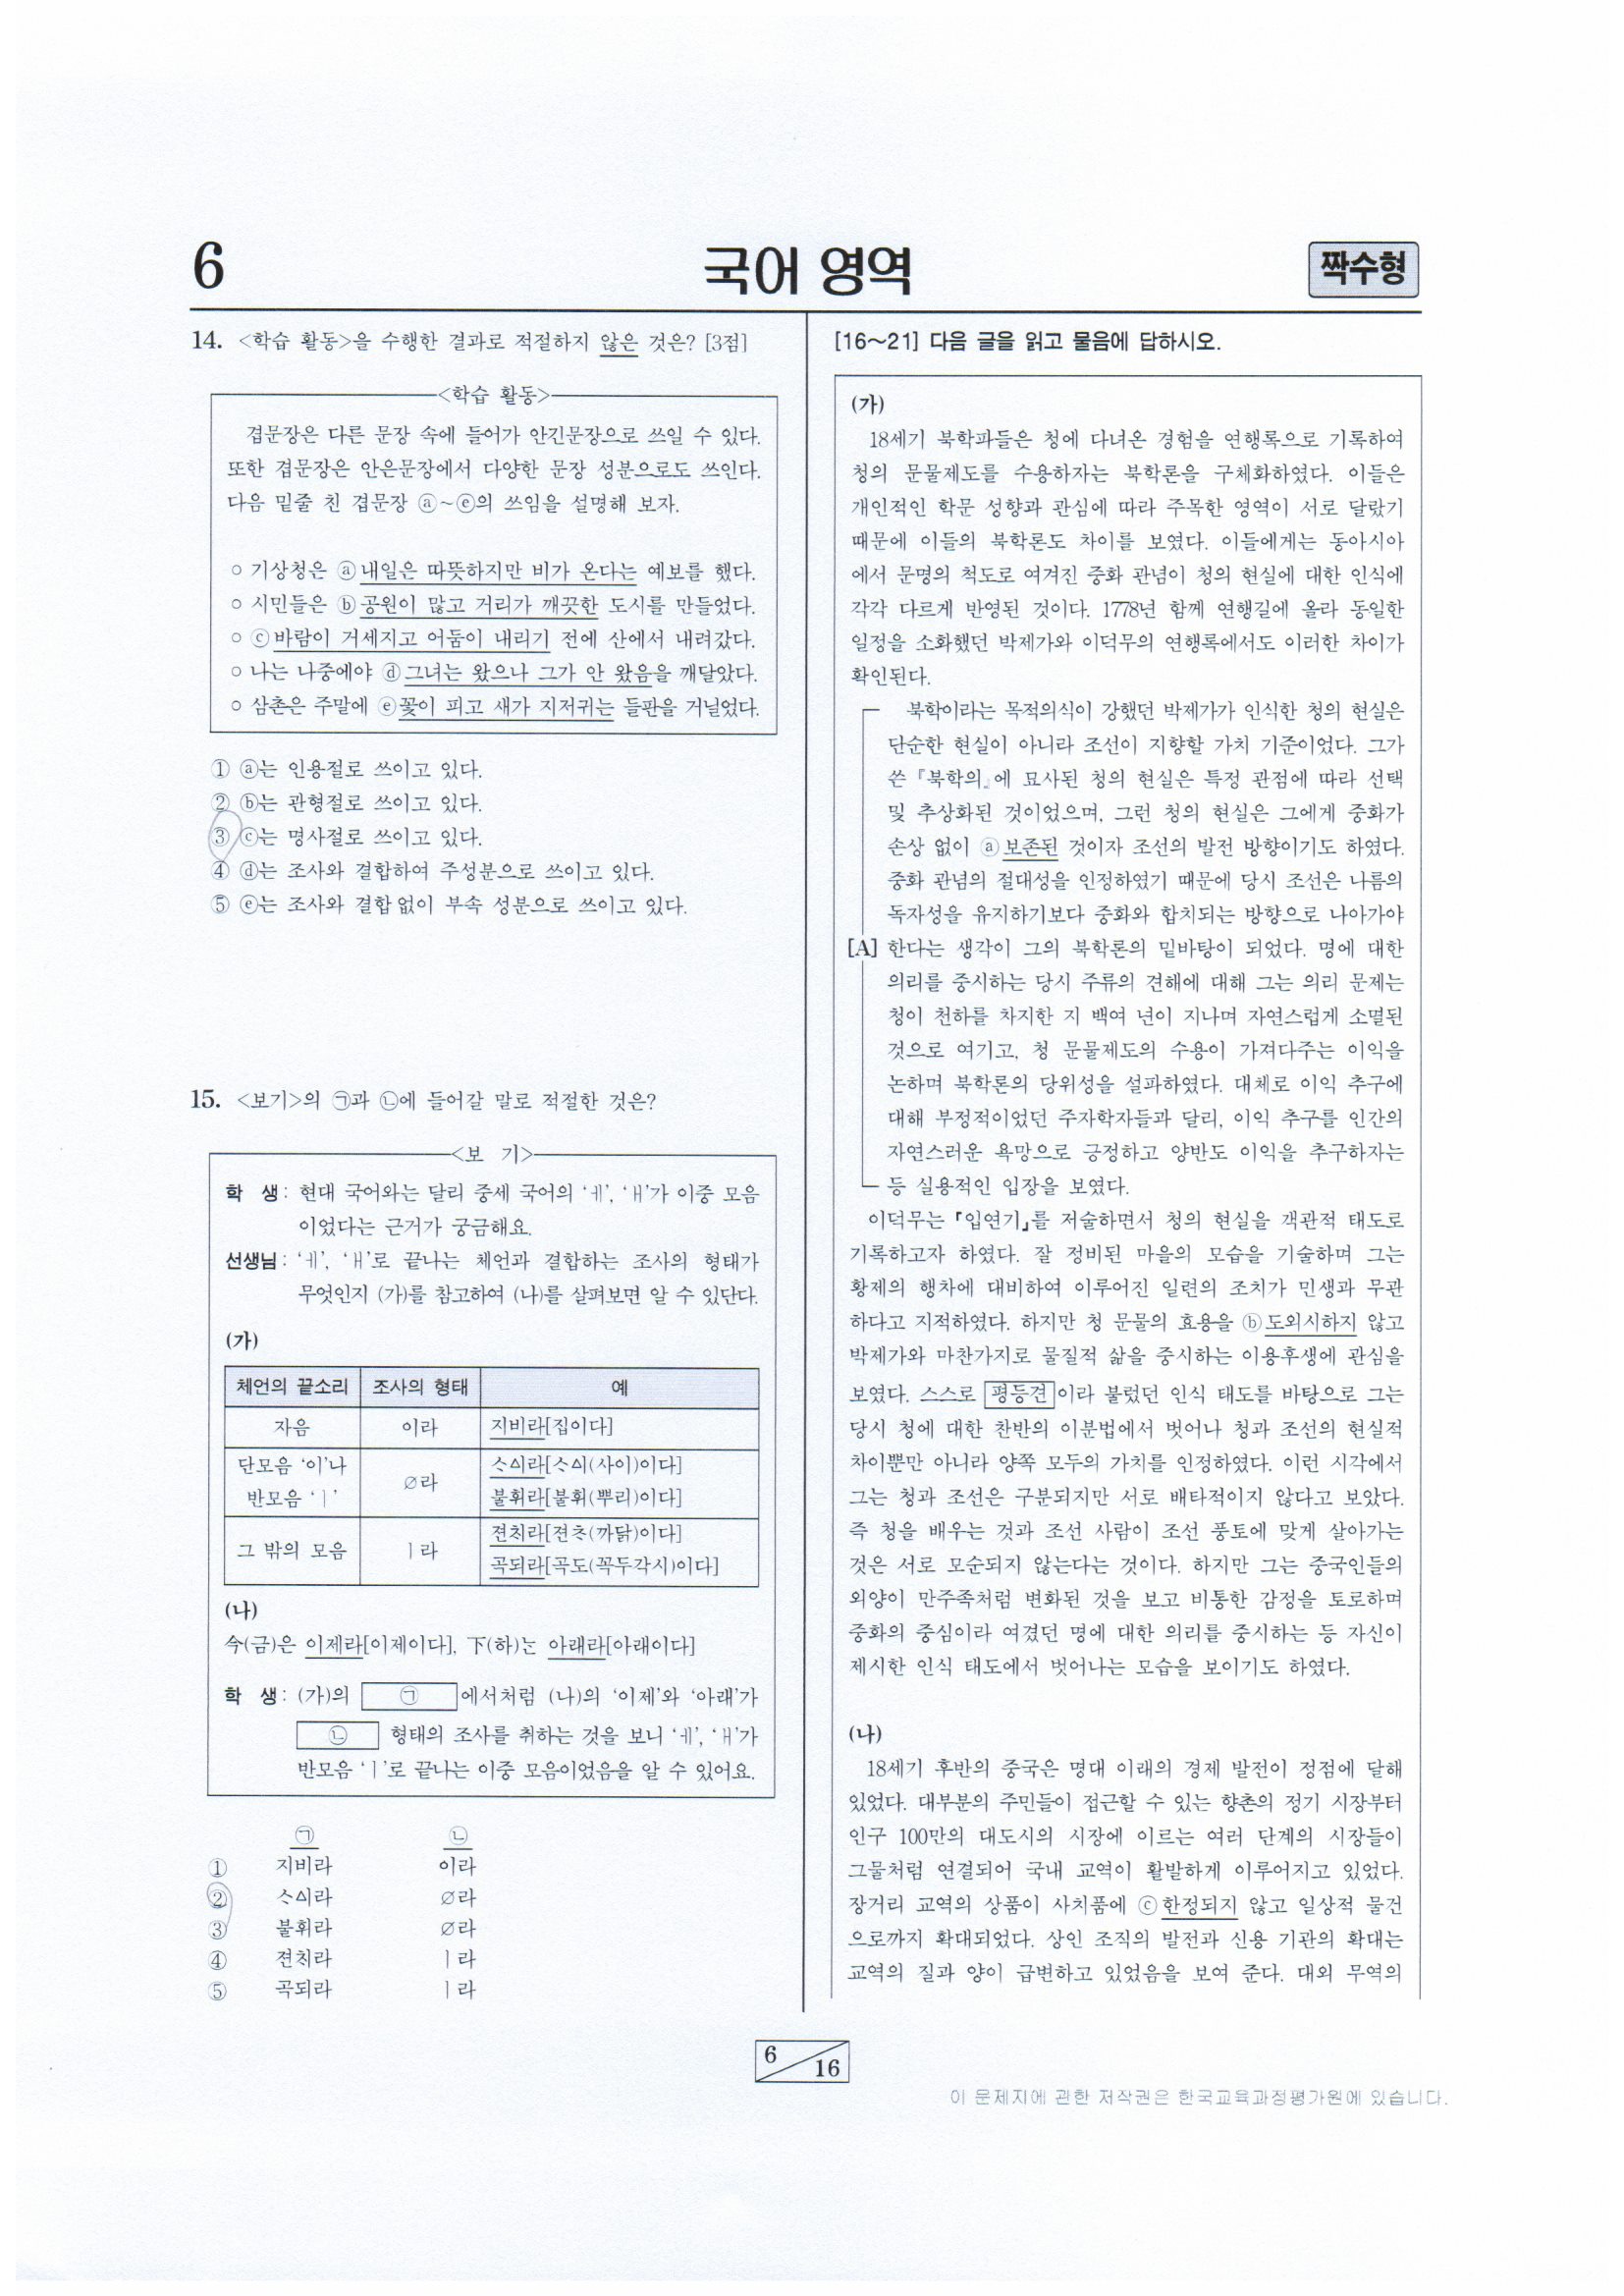 6
국어 영역
짝수형
14. <학습 활동>을 수행한 결과로 적절하지 않은 것은? [3점]
<학습 활동>
겹문장은 다른 문장 속에 들어가 안긴문장으로 쓰일 수 있다.
또한 겹문장은 안은문장에서 다양한 문장 성분으로도 쓰인다.
다음 밑줄 친 겹문장 ⓐ~ⓔ의 쓰임을 설명해 보자.
○ 기상청은 ⓐ내일은 따뜻하지만 비가 온다는 예보를 했다.
○ 시민들은 ⓑ공원이 많고 거리가 깨끗한 도시를 만들었다.
○ ⓒ바람이 거세지고 어둠이 내리기 전에 산에서 내려갔다.
○ 나는 나중에야 ⓓ그녀는 왔으나 그가 안 왔음을 깨달았다.
○ 삼촌은 주말에 ⓔ꽃이 피고 새가 지저귀는 들판을 거닐었다.
① ⓐ는 인용절로 쓰이고 있다.
② ⓑ는 관형절로 쓰이고 있다.
③ ⓒ는 명사절로 쓰이고 있다.
④ ⓓ는 조사와 결합하여 주성분으로 쓰이고 있다.
⑤ ⓔ는 조사와 결합 없이 부속 성분으로 쓰이고 있다.
15. <보기>의 ㉠과 ㉡에 들어갈 말로 적절한 것은?
<보 기>
학 생: 현대 국어와는 달리 중세 국어의 ‘ㅔ’, ‘ㅐ’가 이중 모음
이었다는 근거가 궁금해요.
선생님: ‘ㅔ’, ‘ㅐ’로 끝나는 체언과 결합하는 조사의 형태가
무엇인지 (가)를 참고하여 (나)를 살펴보면 알 수 있단다.
(가)
체언의 끝소리 조사의 형태 예
자음 이라 지비라[집이다]
단모음 ‘이’나
반모음 ‘ㅣ’ ∅라 ᄉᆞᅀᅵ라[ᄉᆞᅀᅵ(사이)이다]
불휘라[불휘(뿌리)이다]
그 밖의 모음 ㅣ라 젼ᄎᆡ라[젼ᄎᆞ(까닭)이다]
곡되라[곡도(꼭두각시)이다]
(나)
今(금)은 이제라[이제이다], 下(하)ᄂᆞᆫ 아래라[아래이다]
학 생: (가)의 ㉠에서처럼 (나)의 ‘이제’와 ‘아래’가
㉡ 형태의 조사를 취하는 것을 보니 ‘ㅔ’, ‘ㅐ’가
반모음 ‘ㅣ’로 끝나는 이중 모음이었음을 알 수 있어요.
㉠ ㉡
① 지비라 이라
② ᄉᆞᅀᅵ라 ∅라
③ 불휘라 ∅라
④ 젼ᄎᆡ라 ㅣ라
⑤ 곡되라 ㅣ라
[16～21] 다음 글을 읽고 물음에 답하시오.
(가)
18세기 북학파들은 청에 다녀온 경험을 연행록으로 기록하여
청의 문물제도를 수용하자는 북학론을 구체화하였다. 이들은
개인적인 학문 성향과 관심에 따라 주목한 영역이 서로 달랐기
때문에 이들의 북학론도 차이를 보였다. 이들에게는 동아시아
에서 문명의 척도로 여겨진 중화 관념이 청의 현실에 대한 인식에
각각 다르게 반영된 것이다. 1778년 함께 연행길에 올라 동일한
일정을 소화했던 박제가와 이덕무의 연행록에서도 이러한 차이가
확인된다.
북학이라는 목적의식이 강했던 박제가가 인식한 청의 현실은
단순한 현실이 아니라 조선이 지향할 가치 기준이었다. 그가
쓴 『북학의』에 묘사된 청의 현실은 특정 관점에 따라 선택
및 추상화된 것이었으며, 그런 청의 현실은 그에게 중화가
손상 없이 ⓐ보존된 것이자 조선의 발전 방향이기도 하였다.
중화 관념의 절대성을 인정하였기 때문에 당시 조선은 나름의
독자성을 유지하기보다 중화와 합치되는 방향으로 나아가야
[A] 한다는 생각이 그의 북학론의 밑바탕이 되었다. 명에 대한
의리를 중시하는 당시 주류의 견해에 대해 그는 의리 문제는
청이 천하를 차지한 지 백여 년이 지나며 자연스럽게 소멸된
것으로 여기고, 청 문물제도의 수용이 가져다주는 이익을
논하며 북학론의 당위성을 설파하였다. 대체로 이익 추구에
대해 부정적이었던 주자학자들과 달리, 이익 추구를 인간의
자연스러운 욕망으로 긍정하고 양반도 이익을 추구하자는
등 실용적인 입장을 보였다.
이덕무는 『입연기』를 저술하면서 청의 현실을 객관적 태도로
기록하고자 하였다. 잘 정비된 마을의 모습을 기술하며 그는
황제의 행차에 대비하여 이루어진 일련의 조치가 민생과 무관
하다고 지적하였다. 하지만 청 문물의 효용을 ⓑ도외시하지 않고
박제가와 마찬가지로 물질적 삶을 중시하는 이용후생에 관심을
보였다. 스스로 평등견이라 불렀던 인식 태도를 바탕으로 그는
당시 청에 대한 찬반의 이분법에서 벗어나 청과 조선의 현실적
차이뿐만 아니라 양쪽 모두의 가치를 인정하였다. 이런 시각에서
그는 청과 조선은 구분되지만 서로 배타적이지 않다고 보았다.
즉 청을 배우는 것과 조선 사람이 조선 풍토에 맞게 살아가는
것은 서로 모순되지 않는다는 것이다. 하지만 그는 중국인들의
외양이 만주족처럼 변화된 것을 보고 비통한 감정을 토로하며
중화의 중심이라 여겼던 명에 대한 의리를 중시하는 등 자신이
제시한 인식 태도에서 벗어나는 모습을 보이기도 하였다.
(나)
18세기 후반의 중국은 명대 이래의 경제 발전이 정점에 달해
있었다. 대부분의 주민들이 접근할 수 있는 향촌의 정기 시장부터
인구 100만의 대도시의 시장에 이르는 여러 단계의 시장들이
그물처럼 연결되어 국내 교역이 활발하게 이루어지고 있었다.
장거리 교역의 상품이 사치품에 ⓒ한정되지 않고 일상적 물건
으로까지 확대되었다. 상인 조직의 발전과 신용 기관의 확대는
교역의 질과 양이 급변하고 있었음을 보여 준다. 대외 무역의
6
16
이 문제지에 관한 저작권은 한국교육과정평가원에 있습니다.